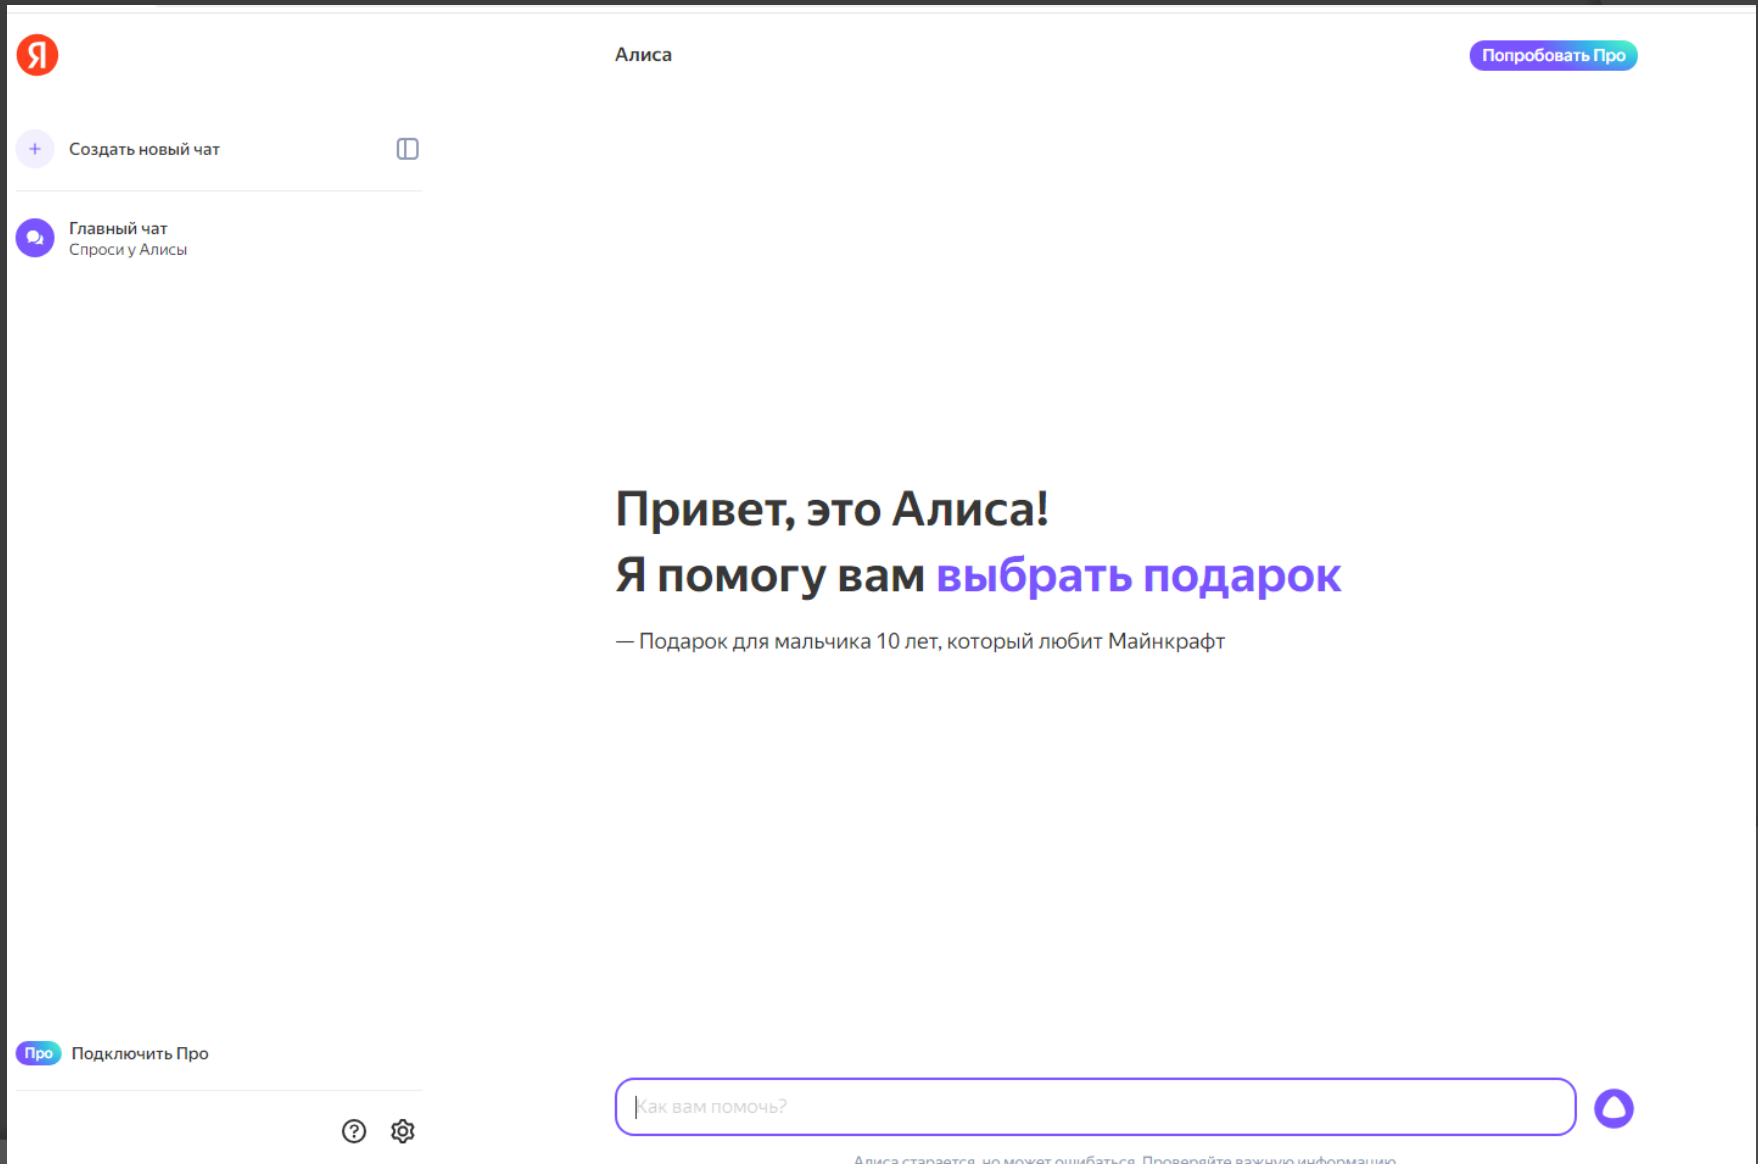 Я
Алиса
Попробовать Про
+ Создать новый чат
Главный чат
Спроси у Алисы
Привет, это Алиса!
Я помогу вам выбрать подарок
— Подарок для мальчика 10 лет, который любит Майнкрафт
Про Подключить Про
Как вам помочь?
?
Алиса старается, но может ошибаться. Проверяйте важную информацию